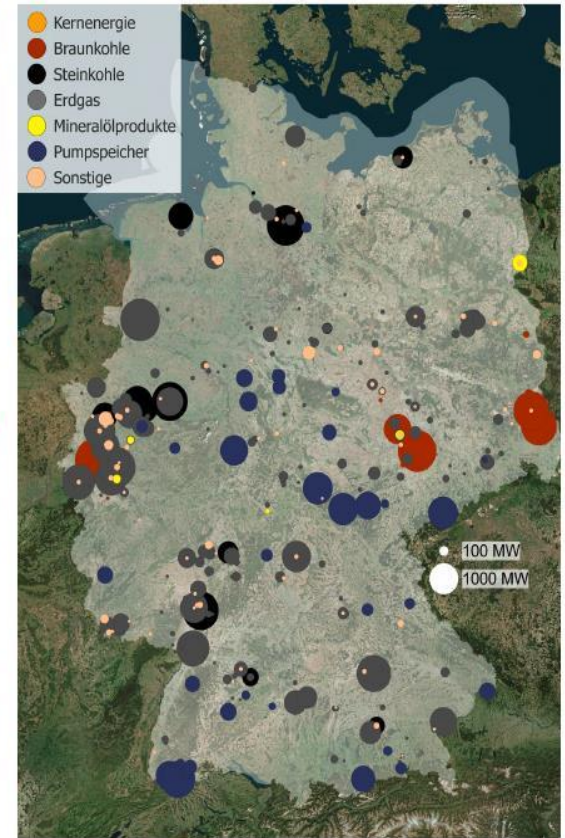 Kernenergie
Braunkohle
Steinkohle
Erdgas
Mineralölprodukte
Pumpspeicher
Sonstige
100 MW
1000 MW